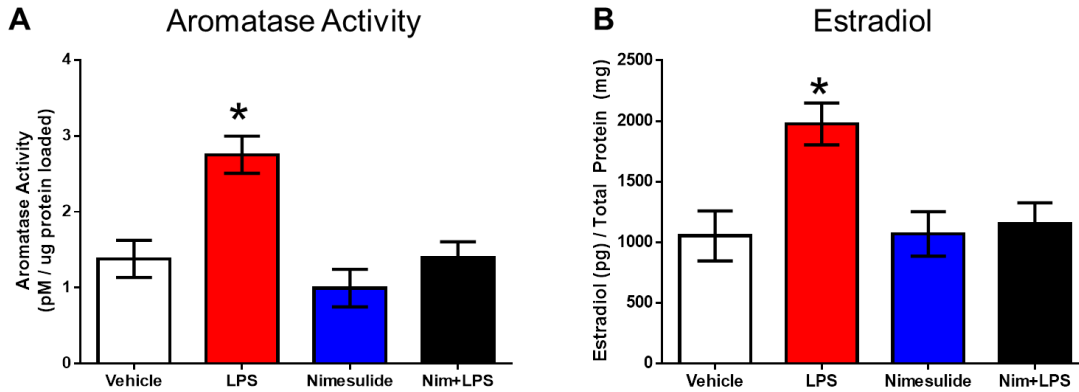 A
Aromatase Activity
Aromatase Activity
(pM / ug protein loaded)
4
3
2
1
0
*
Vehicle
LPS
Nimesulide
Nim+LPS
B
Estradiol
Estradiol (pg) / Total Protein (mg)
2500
2000
1500
1000
500
0
*
Vehicle
LPS
Nimesulide
Nim+LPS